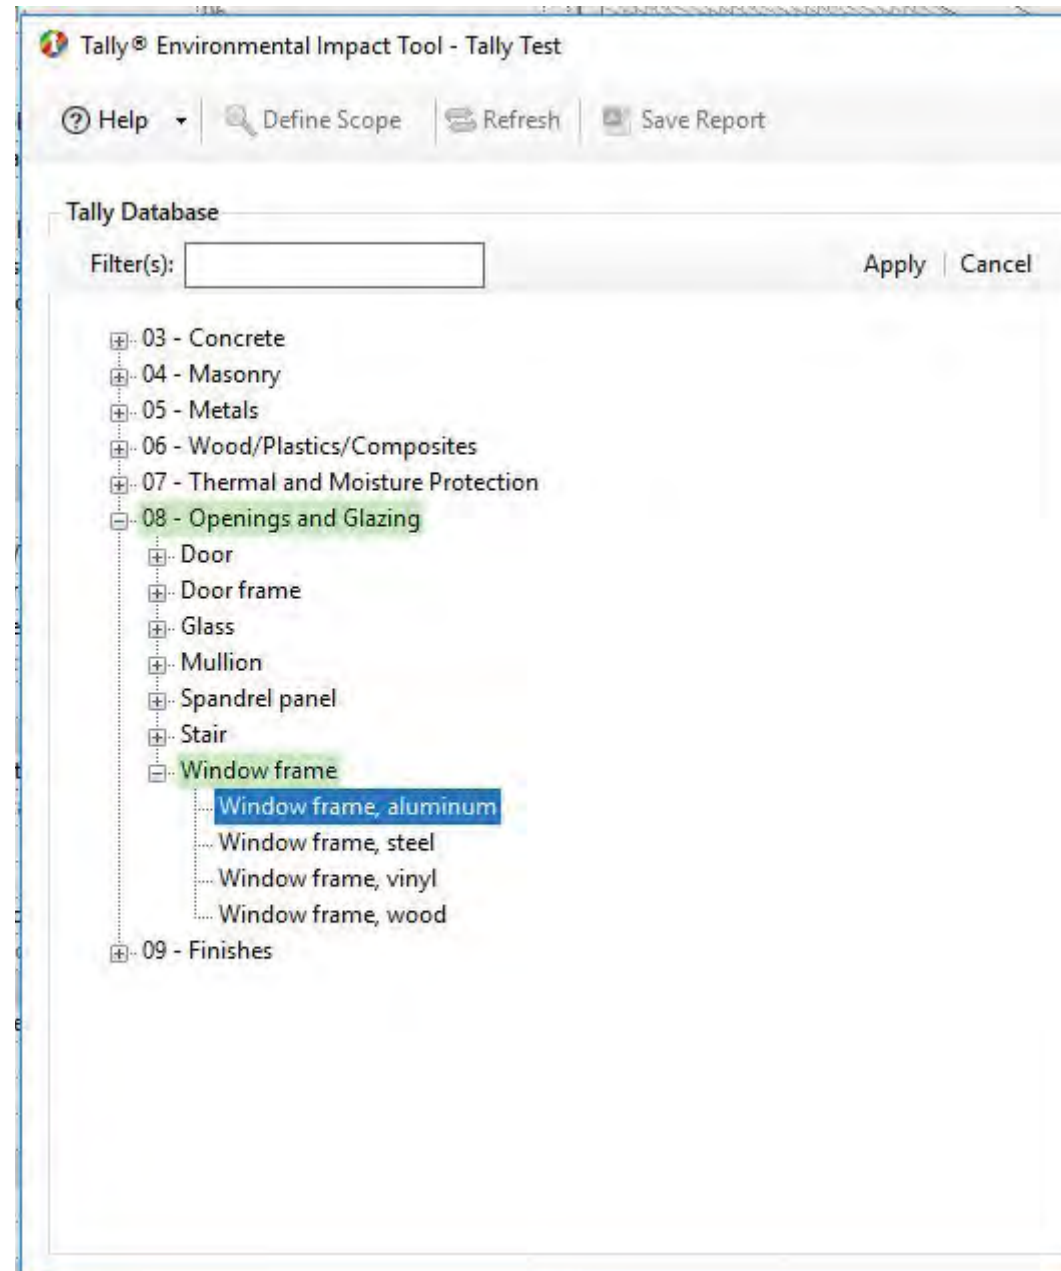 Tally® Environmental Impact Tool - Tally Test
Help Define Scope Refresh Save Report
Tally Database
Filter(s): Apply Cancel
03 - Concrete
04 - Masonry
05 - Metals
06 - Wood/Plastics/Composites
07 - Thermal and Moisture Protection
08 - Openings and Glazing
Door
Door frame
Glass
Mullion
Spandrel panel
Stair
Window frame
Window frame, aluminum
Window frame, steel
Window frame, vinyl
Window frame, wood
09 - Finishes